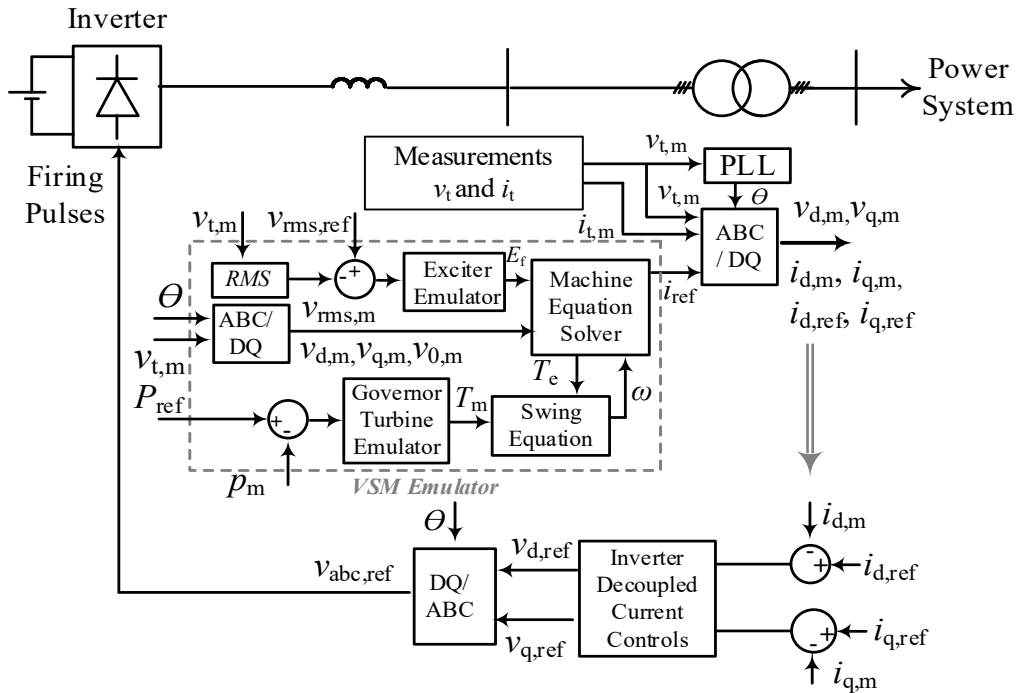 Inverter
Power
System
Firing
Pulses
Measurements
v_t and i_t
v_t,m
PLL
v_t,m
Θ
i_t,m
ABC
/ DQ
v_d,m,v_q,m
i_d,m, i_q,m,
i_d,ref, i_q,ref
v_t,m
v_rms,ref
RMS
- +
Exciter
Emulator
E_f
Machine
Equation
Solver
i_ref
v_rms,m
Θ
ABC/
DQ
v_t,m
v_d,m,v_q,m,v_0,m
T_e
ω
P_ref
+ -
Governor
Turbine
Emulator
T_m
Swing
Equation
p_m
VSM Emulator
Θ
v_abc,ref
DQ/
ABC
v_d,ref
v_q,ref
Inverter
Decoupled
Current
Controls
i_d,m
- +
i_d,ref
- +
i_q,ref
i_q,m